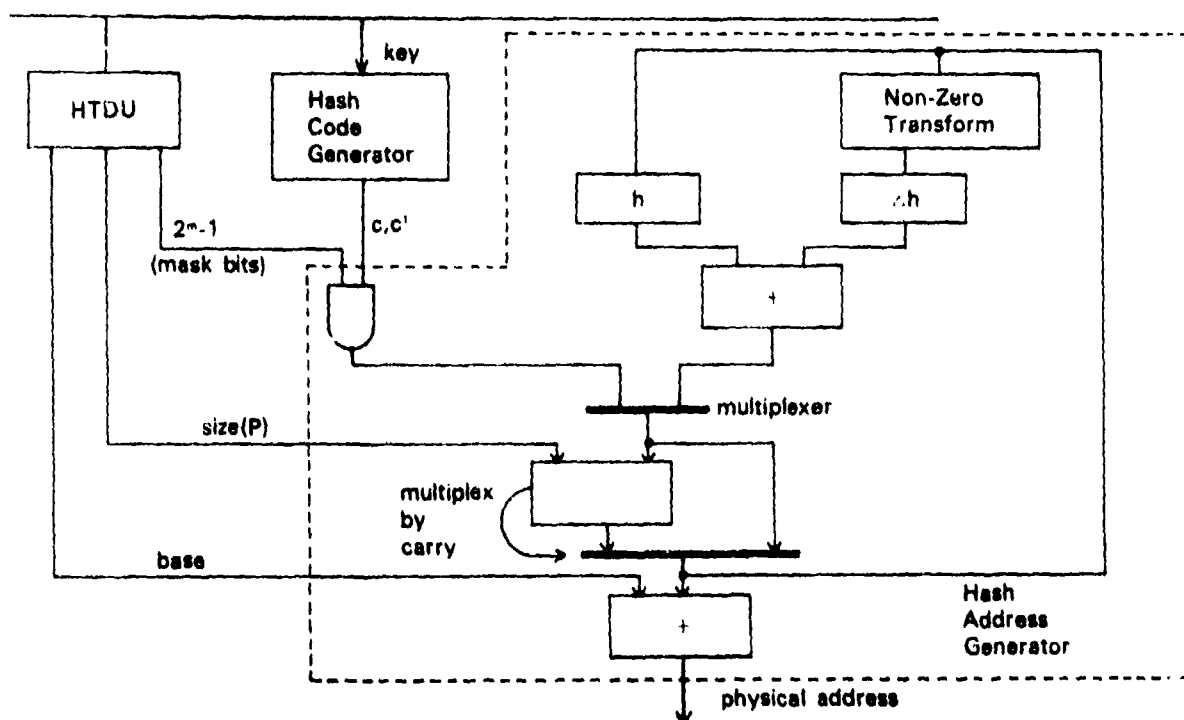 key
HTDU
Hash
Code
Generator
Non-Zero
Transform
h
h
2ᵐ-1
(mask bits)
c,c'
+
multiplexer
size(P)
multiplex
by
carry
base
+
Hash
Address
Generator
physical address